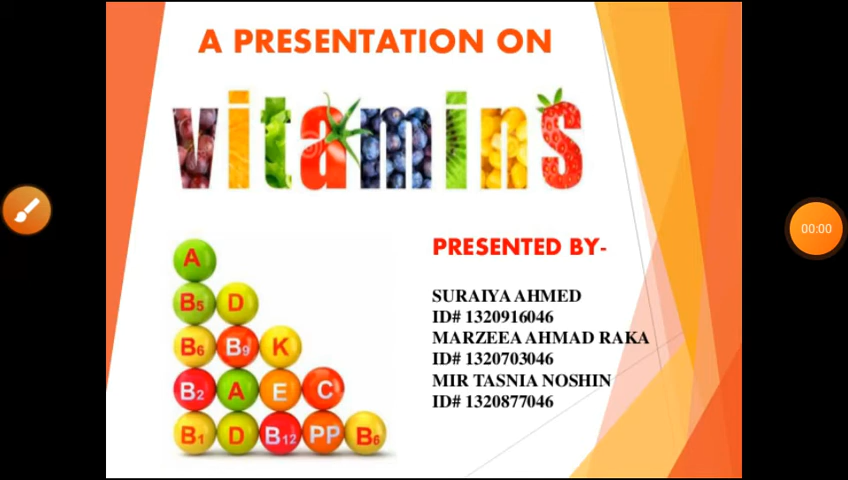 A PRESENTATION ON
vitamins
PRESENTED BY-
SURAIYA AHMED
ID# 1320916046
MARZEEA AHMAD RAKA
ID# 1320703046
MIR TASNIA NOSHIN
ID# 1320877046
A
B5 D
B6 B9 K
B2 A E C
B1 D B12 PP B6
00:00